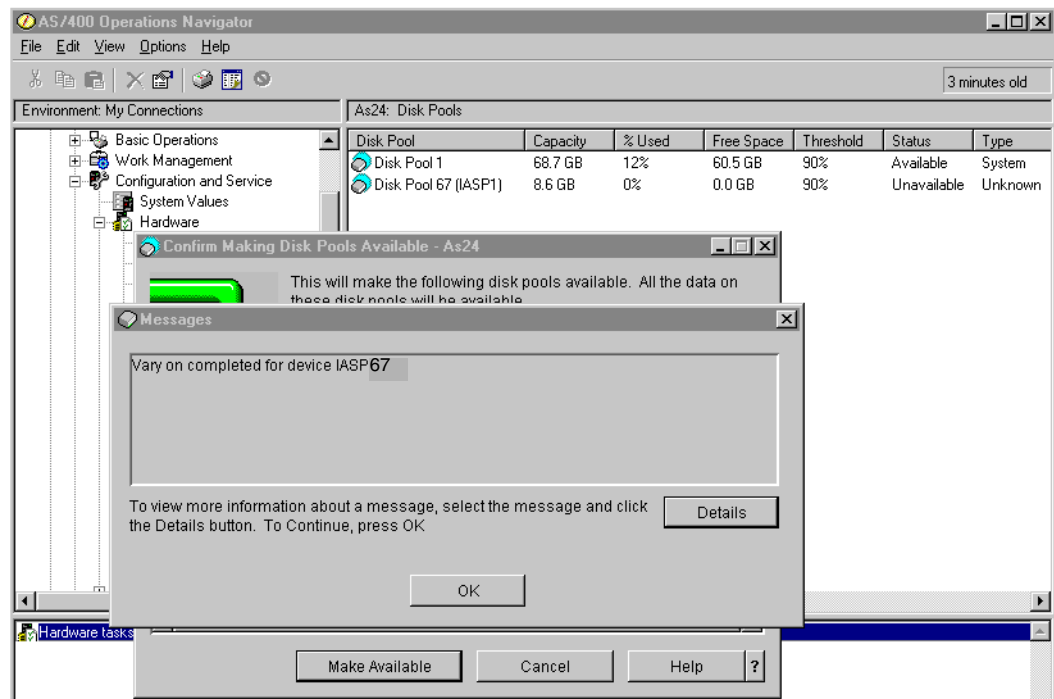 AS/400 Operations Navigator
File Edit View Options Help
3 minutes old
Environment: My Connections
As24: Disk Pools
Basic Operations
Work Management
Configuration and Service
System Values
Hardware
Disk Pool Capacity % Used Free Space Threshold Status Type
Disk Pool 1 68.7 GB 12% 60.5 GB 90% Available System
Disk Pool 67 (IASP1) 8.6 GB 0% 0.0 GB 90% Unavailable Unknown
Confirm Making Disk Pools Available - As24
This will make the following disk pools available. All the data on
these disk pools will be available
Messages
Vary on completed for device IASP67
To view more information about a message, select the message and click
the Details button. To Continue, press OK
Details
OK
Hardware tasks
Make Available Cancel Help ?